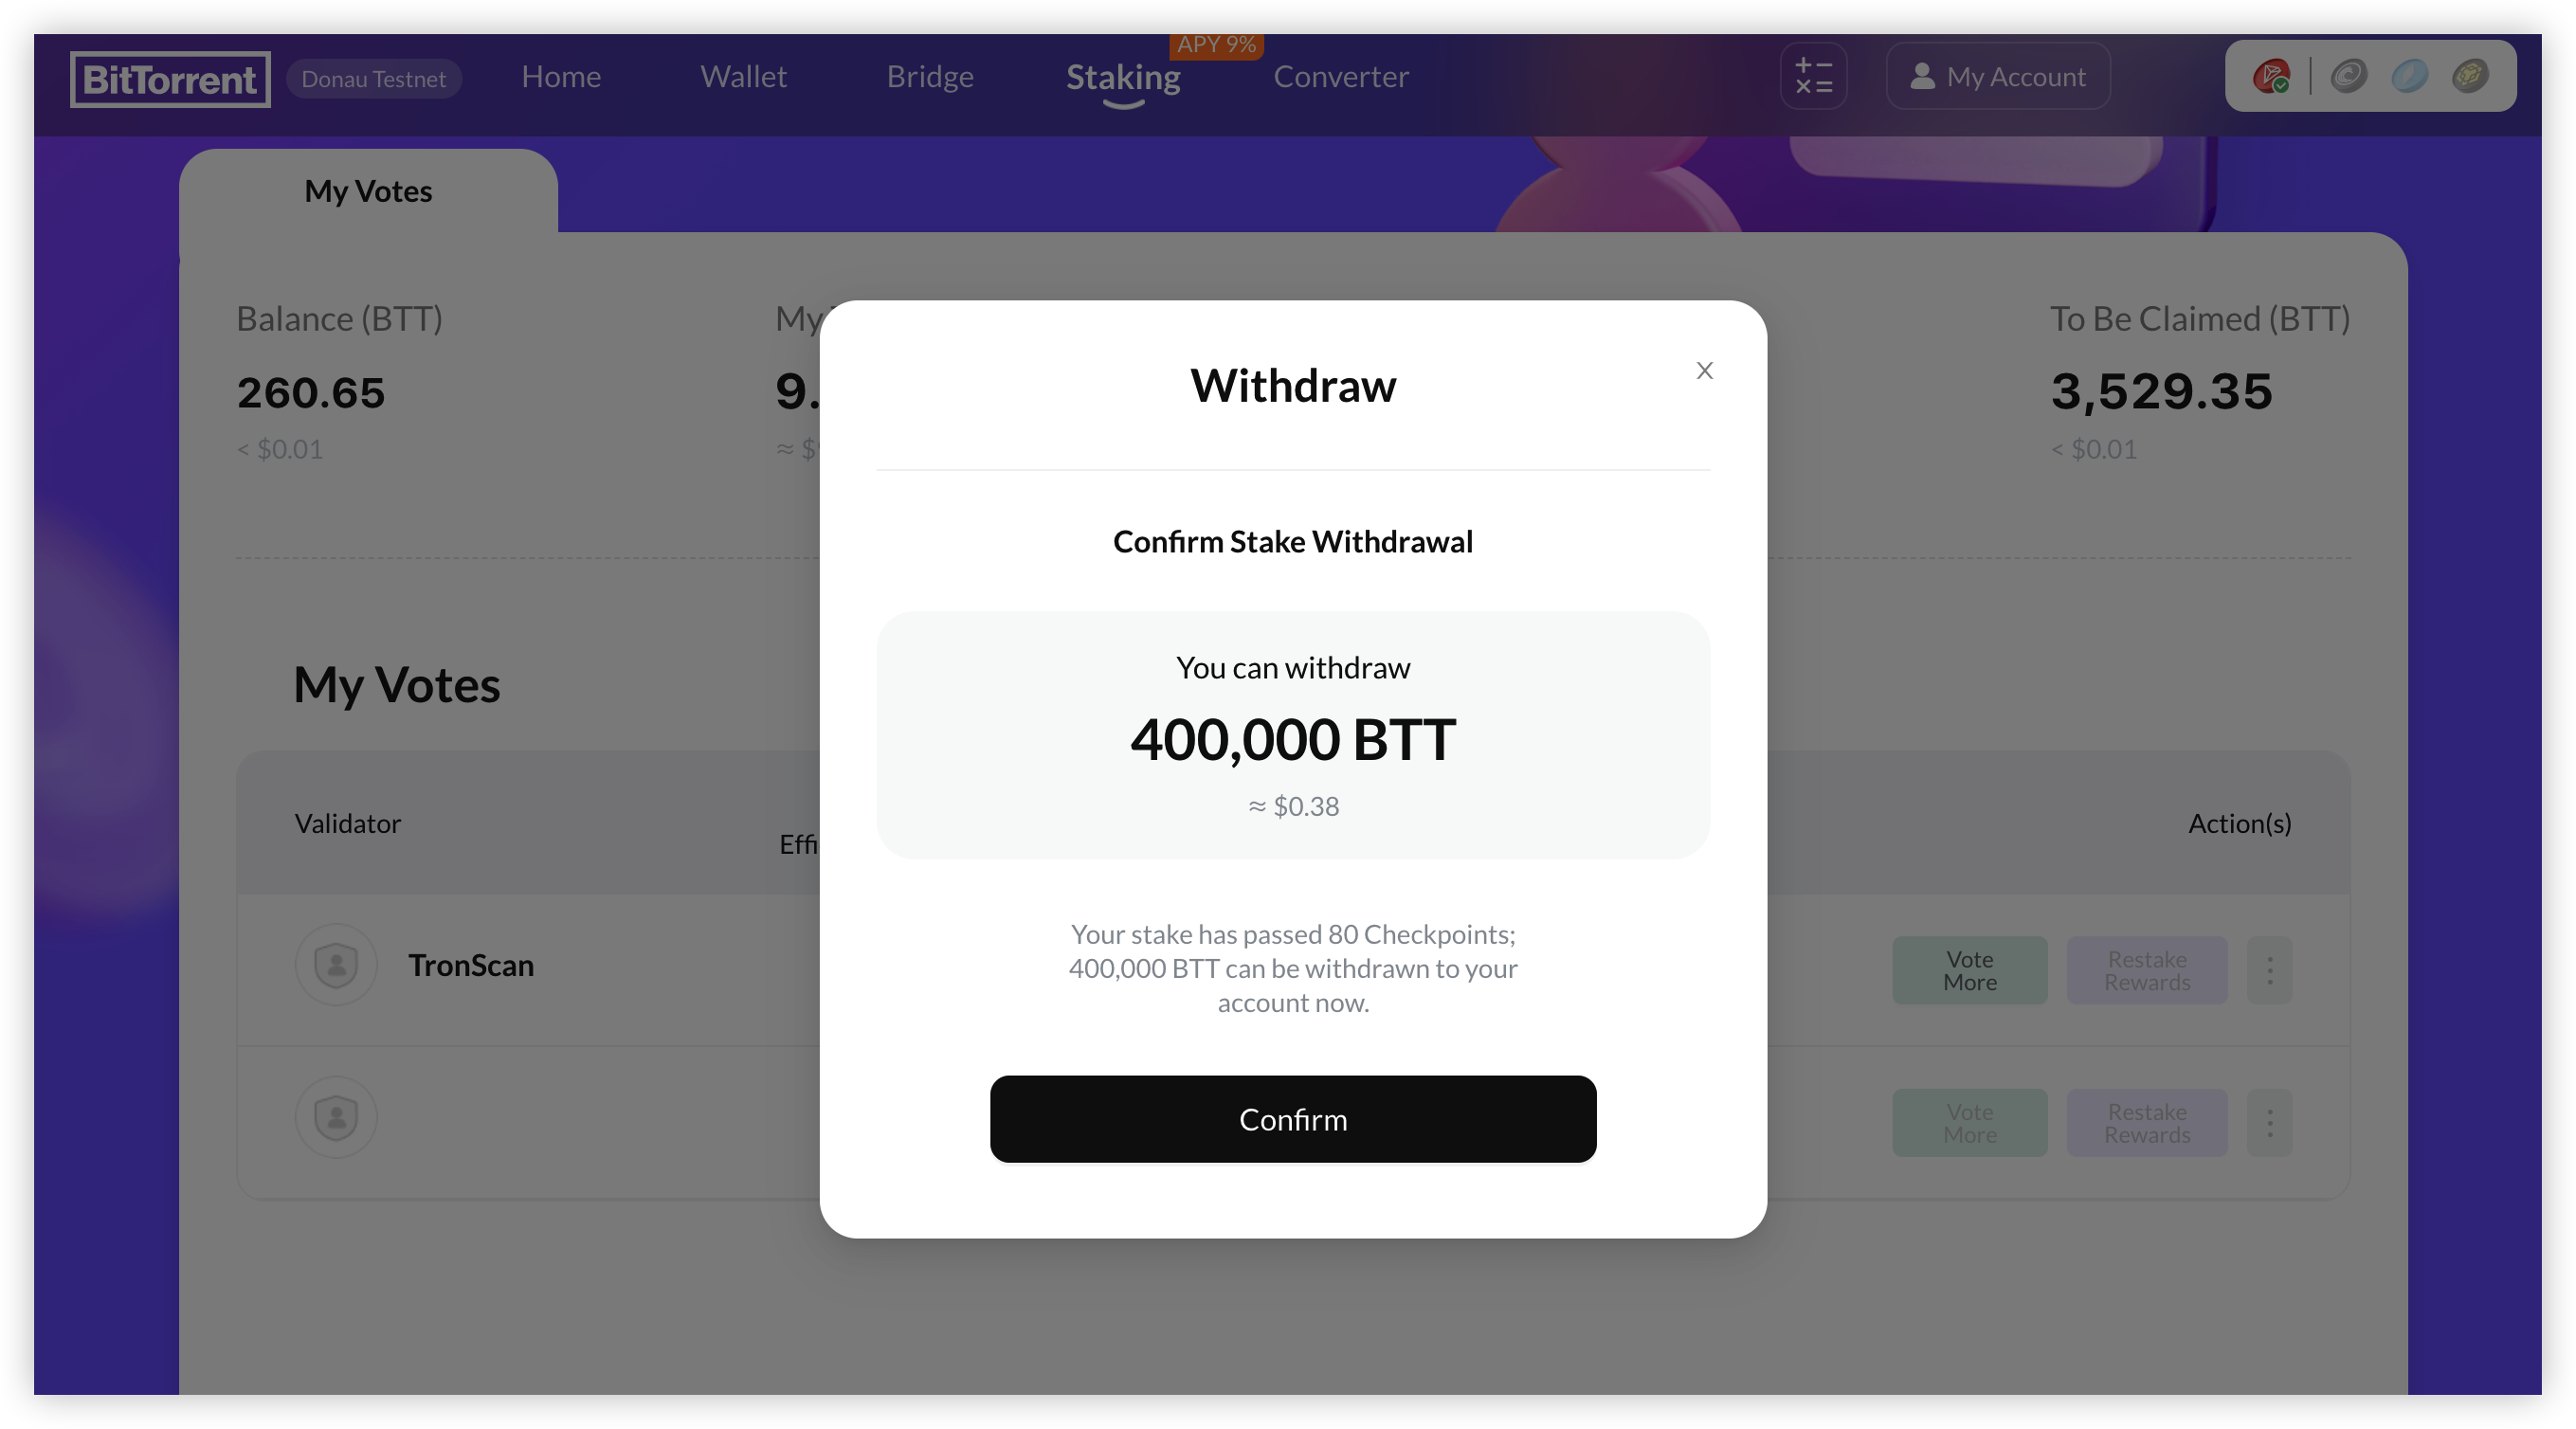 APY 9%
BitTorrent Donau Testnet Home Wallet Bridge Staking Converter My Account
My Votes
Balance (BTT) My To Be Claimed (BTT)
260.65 9. 3,529.35
< $0.01 ≈ $ < $0.01
Withdraw
Confirm Stake Withdrawal
You can withdraw
400,000 BTT
≈ $0.38
Your stake has passed 80 Checkpoints;
400,000 BTT can be withdrawn to your
account now.
Confirm
My Votes
Validator Action(s)
TronScan Vote More Restake Rewards
Vote More Restake Rewards